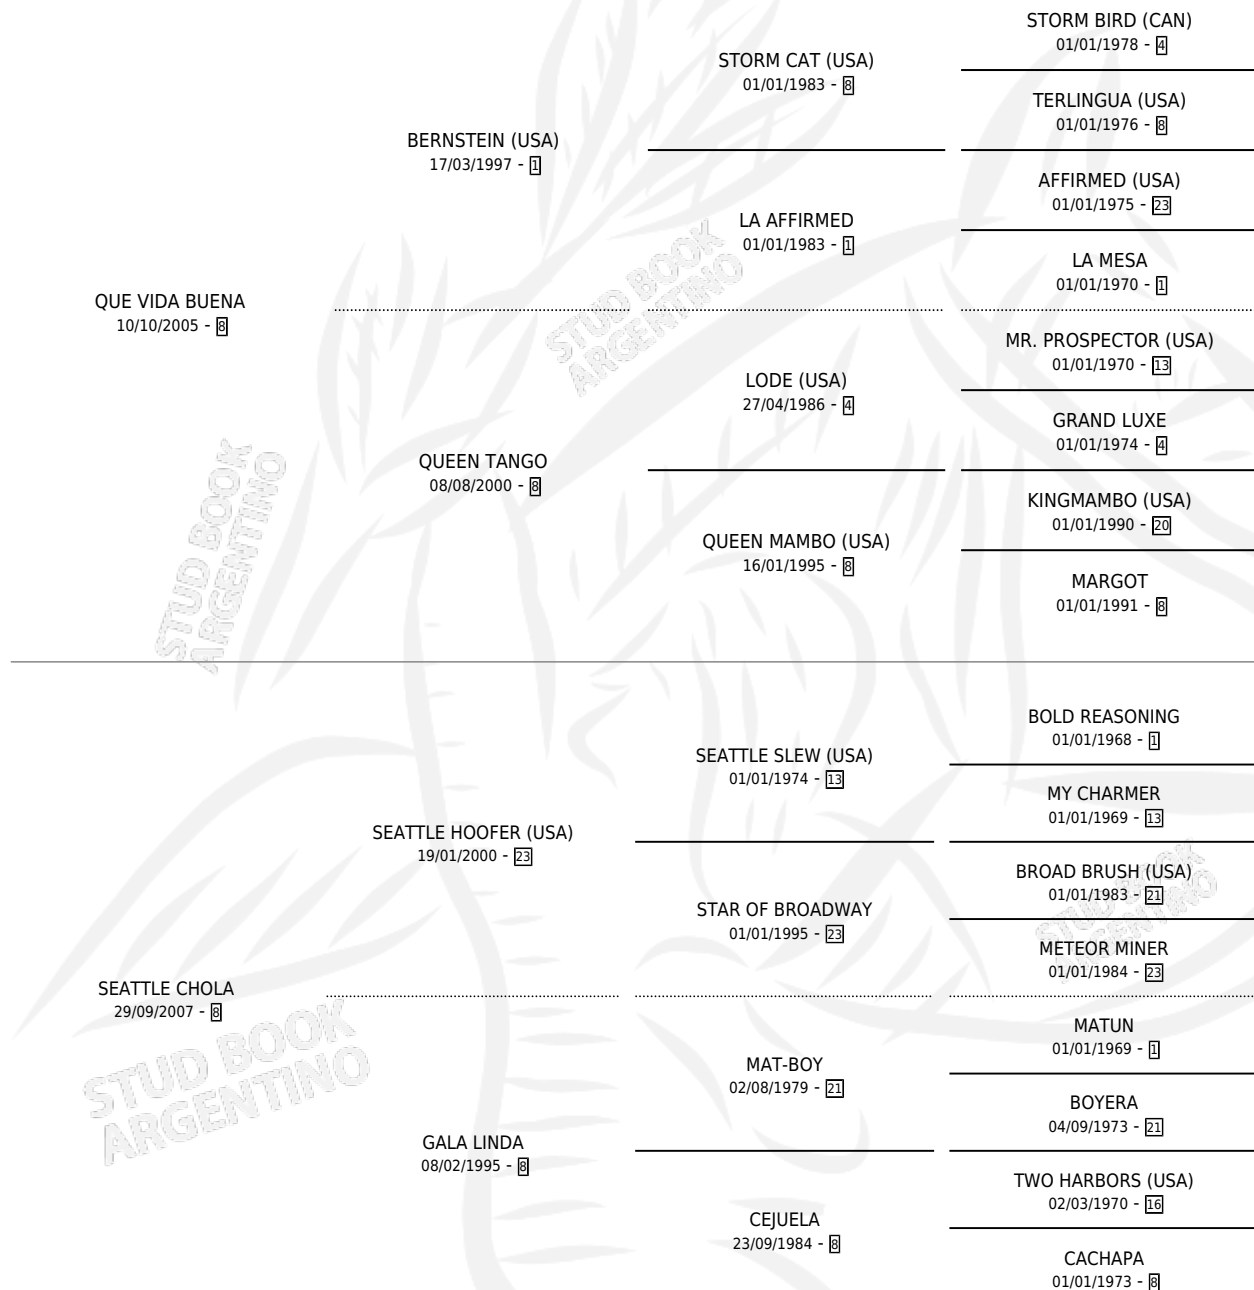 STORM BIRD (CAN)
01/01/1978 - 4
STORM CAT (USA)
01/01/1983 - 8
TERLINGUA (USA)
01/01/1976 - 8
BERNSTEIN (USA)
17/03/1997 - 1
AFFIRMED (USA)
01/01/1975 - 23
LA AFFIRMED
01/01/1983 - 1
LA MESA
01/01/1970 - 1
QUE VIDA BUENA
10/10/2005 - 8
MR. PROSPECTOR (USA)
01/01/1970 - 13
LODE (USA)
27/04/1986 - 4
GRAND LUXE
01/01/1974 - 4
QUEEN TANGO
08/08/2000 - 8
KINGMAMBO (USA)
01/01/1990 - 20
QUEEN MAMBO (USA)
16/01/1995 - 8
MARGOT
01/01/1991 - 8
STUD BOOK
ARGENTINO
STUD BOOK
ARGENTINO
BOLD REASONING
01/01/1968 - 1
SEATTLE SLEW (USA)
01/01/1974 - 13
MY CHARMER
01/01/1969 - 13
SEATTLE HOOFER (USA)
19/01/2000 - 23
BROAD BRUSH (USA)
01/01/1983 - 21
STAR OF BROADWAY
01/01/1995 - 23
METEOR MINER
01/01/1984 - 23
SEATTLE CHOLA
29/09/2007 - 8
MATUN
01/01/1969 - 1
MAT-BOY
02/08/1979 - 21
BOYERA
04/09/1973 - 21
GALA LINDA
08/02/1995 - 8
TWO HARBORS (USA)
02/03/1970 - 16
CEJUELA
23/09/1984 - 8
CACHAPA
01/01/1973 - 8
STUD BOOK
ARGENTINO
STUD BOOK
ARGENTINO